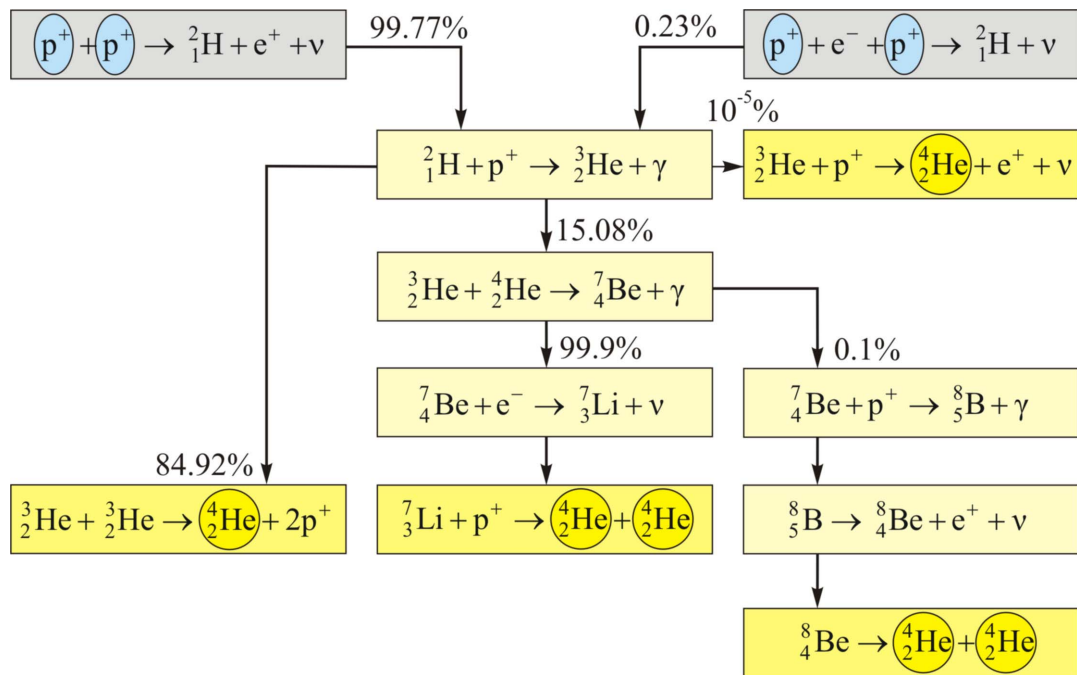 p⁺ + p⁺ → ²₁H + e⁺ + ν
99.77%
0.23%
p⁺ + e⁻ + p⁺ → ²₁H + ν
10⁻⁵%
²₁H + p⁺ → ³₂He + γ
³₂He + p⁺ → ⁴₂He + e⁺ + ν
15.08%
³₂He + ⁴₂He → ⁷₄Be + γ
99.9%
0.1%
⁷₄Be + e⁻ → ⁷₃Li + ν
⁷₄Be + p⁺ → ⁸₅B + γ
84.92%
³₂He + ³₂He → ⁴₂He + 2p⁺
⁷₃Li + p⁺ → ⁴₂He + ⁴₂He
⁸₅B → ⁸₄Be + e⁺ + ν
⁸₄Be → ⁴₂He + ⁴₂He